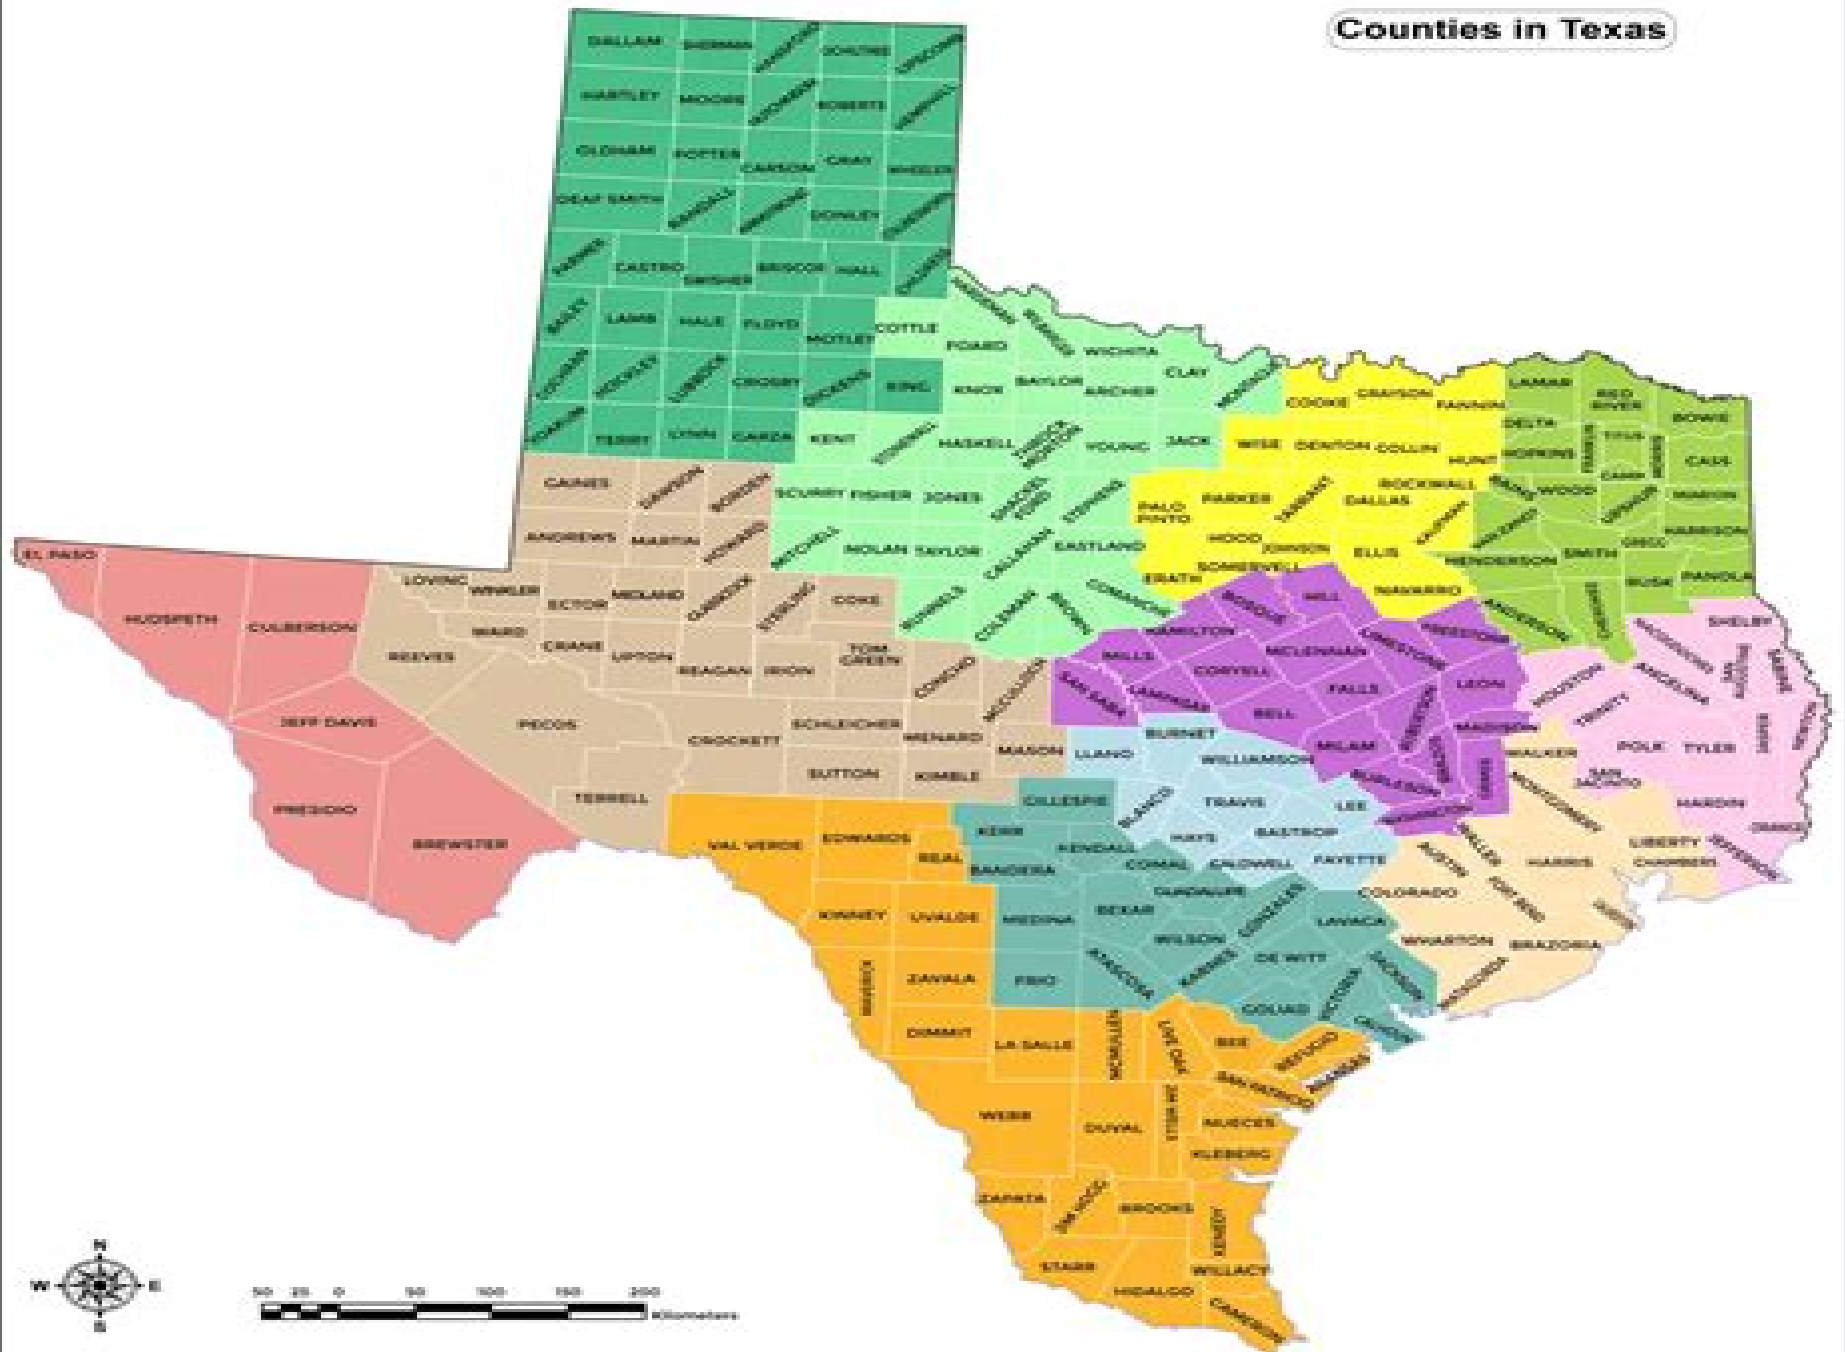 Counties in Texas
DALLAM SHERMAN HANSFORD OCHILTREE LIPSCOMB
HARTLEY MOORE HUTCHINSON ROBERTS HEMPHILL
OLDHAM POTTER CARSON GRAY WHEELER
DEAF SMITH RANDALL ARMSTRONG DONLEY COLLINGSWORTH
PARMER CASTRO SWISHER BRISCOE HALL CHILDRESS
HARDEMAN
BAILEY LAMB HALE FLOYD MOTLEY COTTLE FOARD WILBARGER WICHITA
COCHRAN HOCKLEY LUBBOCK CROSBY DICKENS KING KNOX BAYLOR ARCHER CLAY MONTAGUE COOKE GRAYSON FANNIN LAMAR RED
RIVER BOWIE
YOAKUM TERRY LYNN GARZA KENT STONEWALL HASKELL THROCK
MORTON YOUNG JACK WISE DENTON COLLIN HUNT DELTA HOPKINS FRANKLIN TITUS CAMP MORRIS CASS
GAINES DAWSON BORDEN SCURRY FISHER JONES SHACKEL
FORD STEPHENS PALO
PINTO PARKER TARRANT DALLAS ROCKWALL KAUFMAN RAINS WOOD UPSHUR MARION
HARRISON
ANDREWS MARTIN HOWARD MITCHELL NOLAN TAYLOR CALLAHAN EASTLAND ERATH HOOD SOMERVELL JOHNSON ELLIS NAVARRO HENDERSON VAN ZANDT SMITH GREGG RUSK PANOLA
EL PASO HUDSPETH CULBERSON LOVING WINKLER ECTOR MIDLAND GLASSCOCK STERLING COKE RUNNELS COLEMAN BROWN COMANCHE HAMILTON BOSQUE HILL LIMESTONE FREESTONE ANDERSON CHEROKEE NACOGDOCHES SHELBY
REEVES WARD CRANE UPTON REAGAN IRION TOM
GREEN CONCHO MCCULLOCH SAN SABA MILLS LAMPASAS CORYELL MCLENNAN FALLS LEON HOUSTON TRINITY ANGELINA SABINE
JEFF DAVIS PECOS CROCKETT SCHLEICHER MENARD MASON LLANO BURNET BELL MILAM ROBERTSON BRAZOS MADISON WALKER POLK TYLER NEWTON
PRESIDIO BREWSTER TERRELL SUTTON KIMBLE GILLESPIE BLANCO WILLIAMSON TRAVIS LEE BURLESON GRIMES WASHINGTON MONTGOMERY SAN
JACINTO HARDIN ORANGE
VAL VERDE EDWARDS REAL KERR BANDERA KENDALL COMAL HAYS CALDWELL BASTROP FAYETTE AUSTIN WALLER HARRIS LIBERTY CHAMBERS JEFFERSON
KINNEY UVALDE MEDINA BEXAR GUADALUPE GONZALES LAVACA COLORADO FORT BEND
MAVERICK ZAVALA FRIO ATASCOSA WILSON KARNES DE WITT VICTORIA JACKSON WHARTON BRAZORIA MATAGORDA
DIMMIT LA SALLE MCMULLEN LIVE OAK BEE GOLIAD REFUGIO CALHOUN ARANSAS
WEBB DUVAL JIM WELLS SAN PATRICIO NUECES
KLEBERG
ZAPATA JIM HOGG BROOKS KENEDY
STARR HIDALGO WILLACY
CAMERON
N
W E
S
50 25 0 50 100 150 200
Kilometers